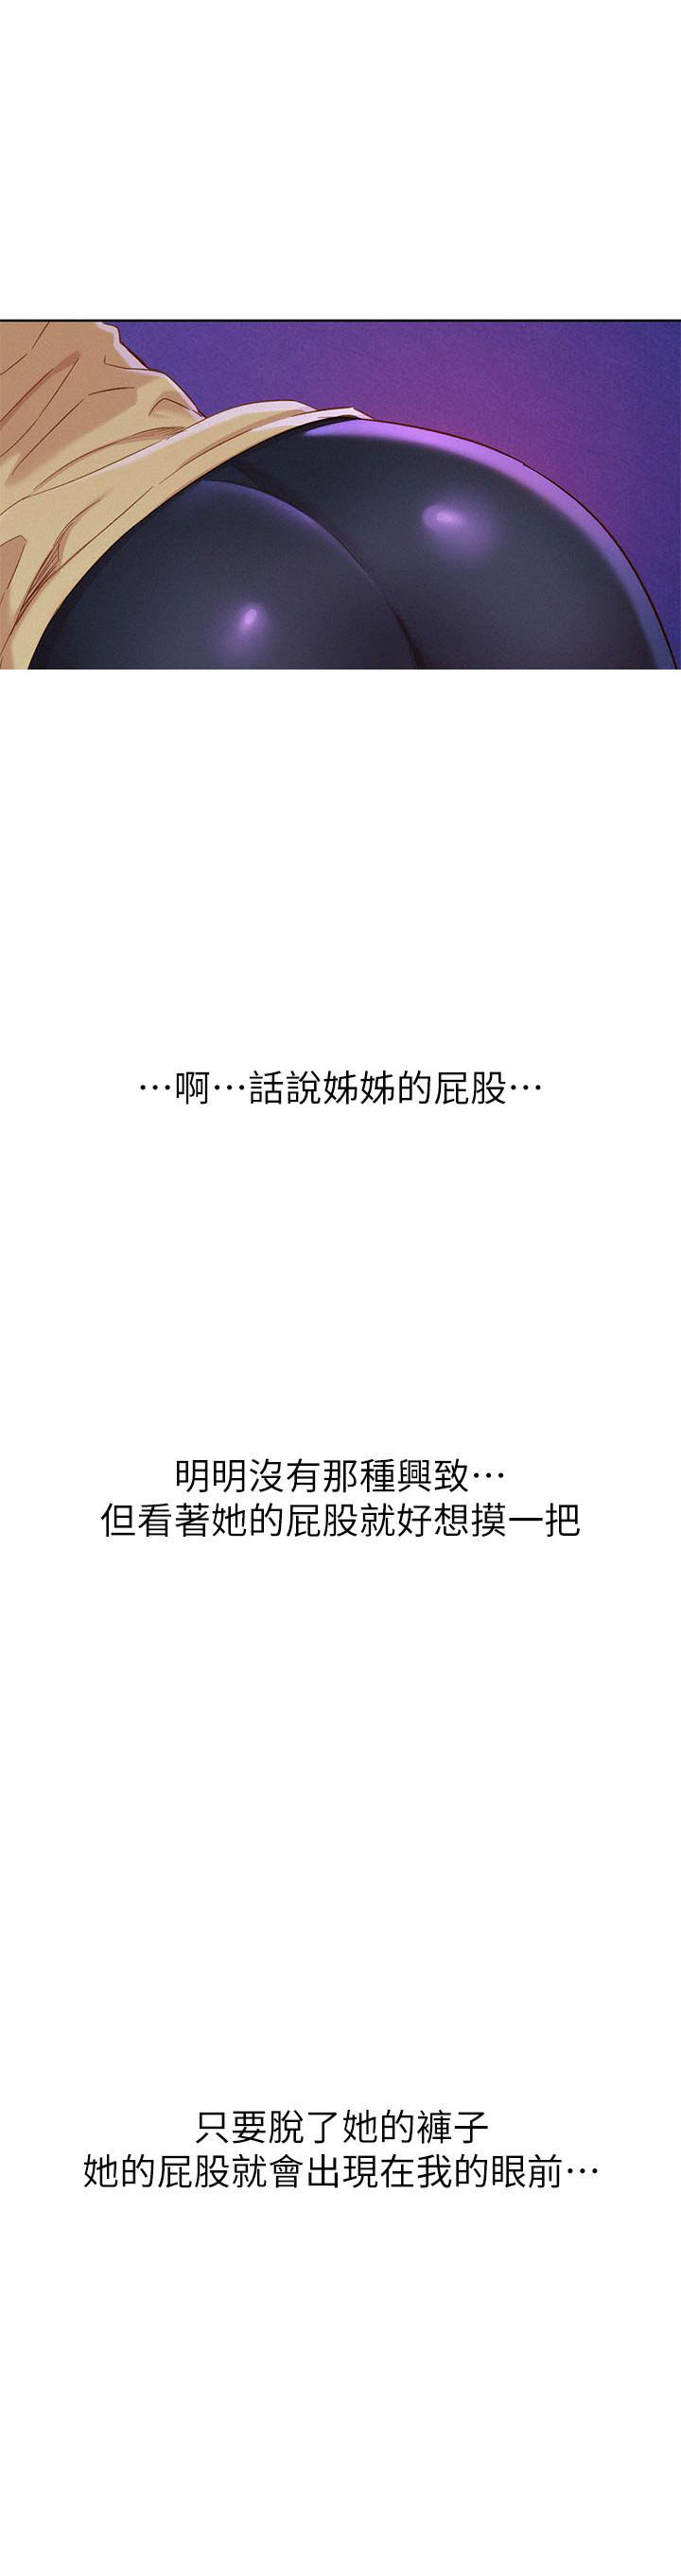 …啊…話說姊姊的屁股…
明明沒有那種興致…
但看著她的屁股就好想摸一把
只要脫了她的褲子
她的屁股就會出現在我的眼前…